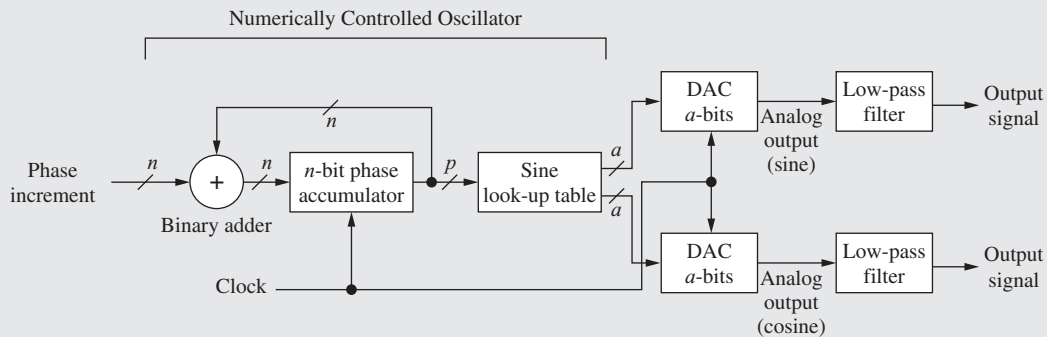 Numerically Controlled Oscillator
Phase
increment
n
+
Binary adder
n
n
n-bit phase
accumulator
p
Sine
look-up table
a
a
Clock
DAC
a-bits
Analog
output
(sine)
Low-pass
filter
Output
signal
DAC
a-bits
Analog
output
(cosine)
Low-pass
filter
Output
signal